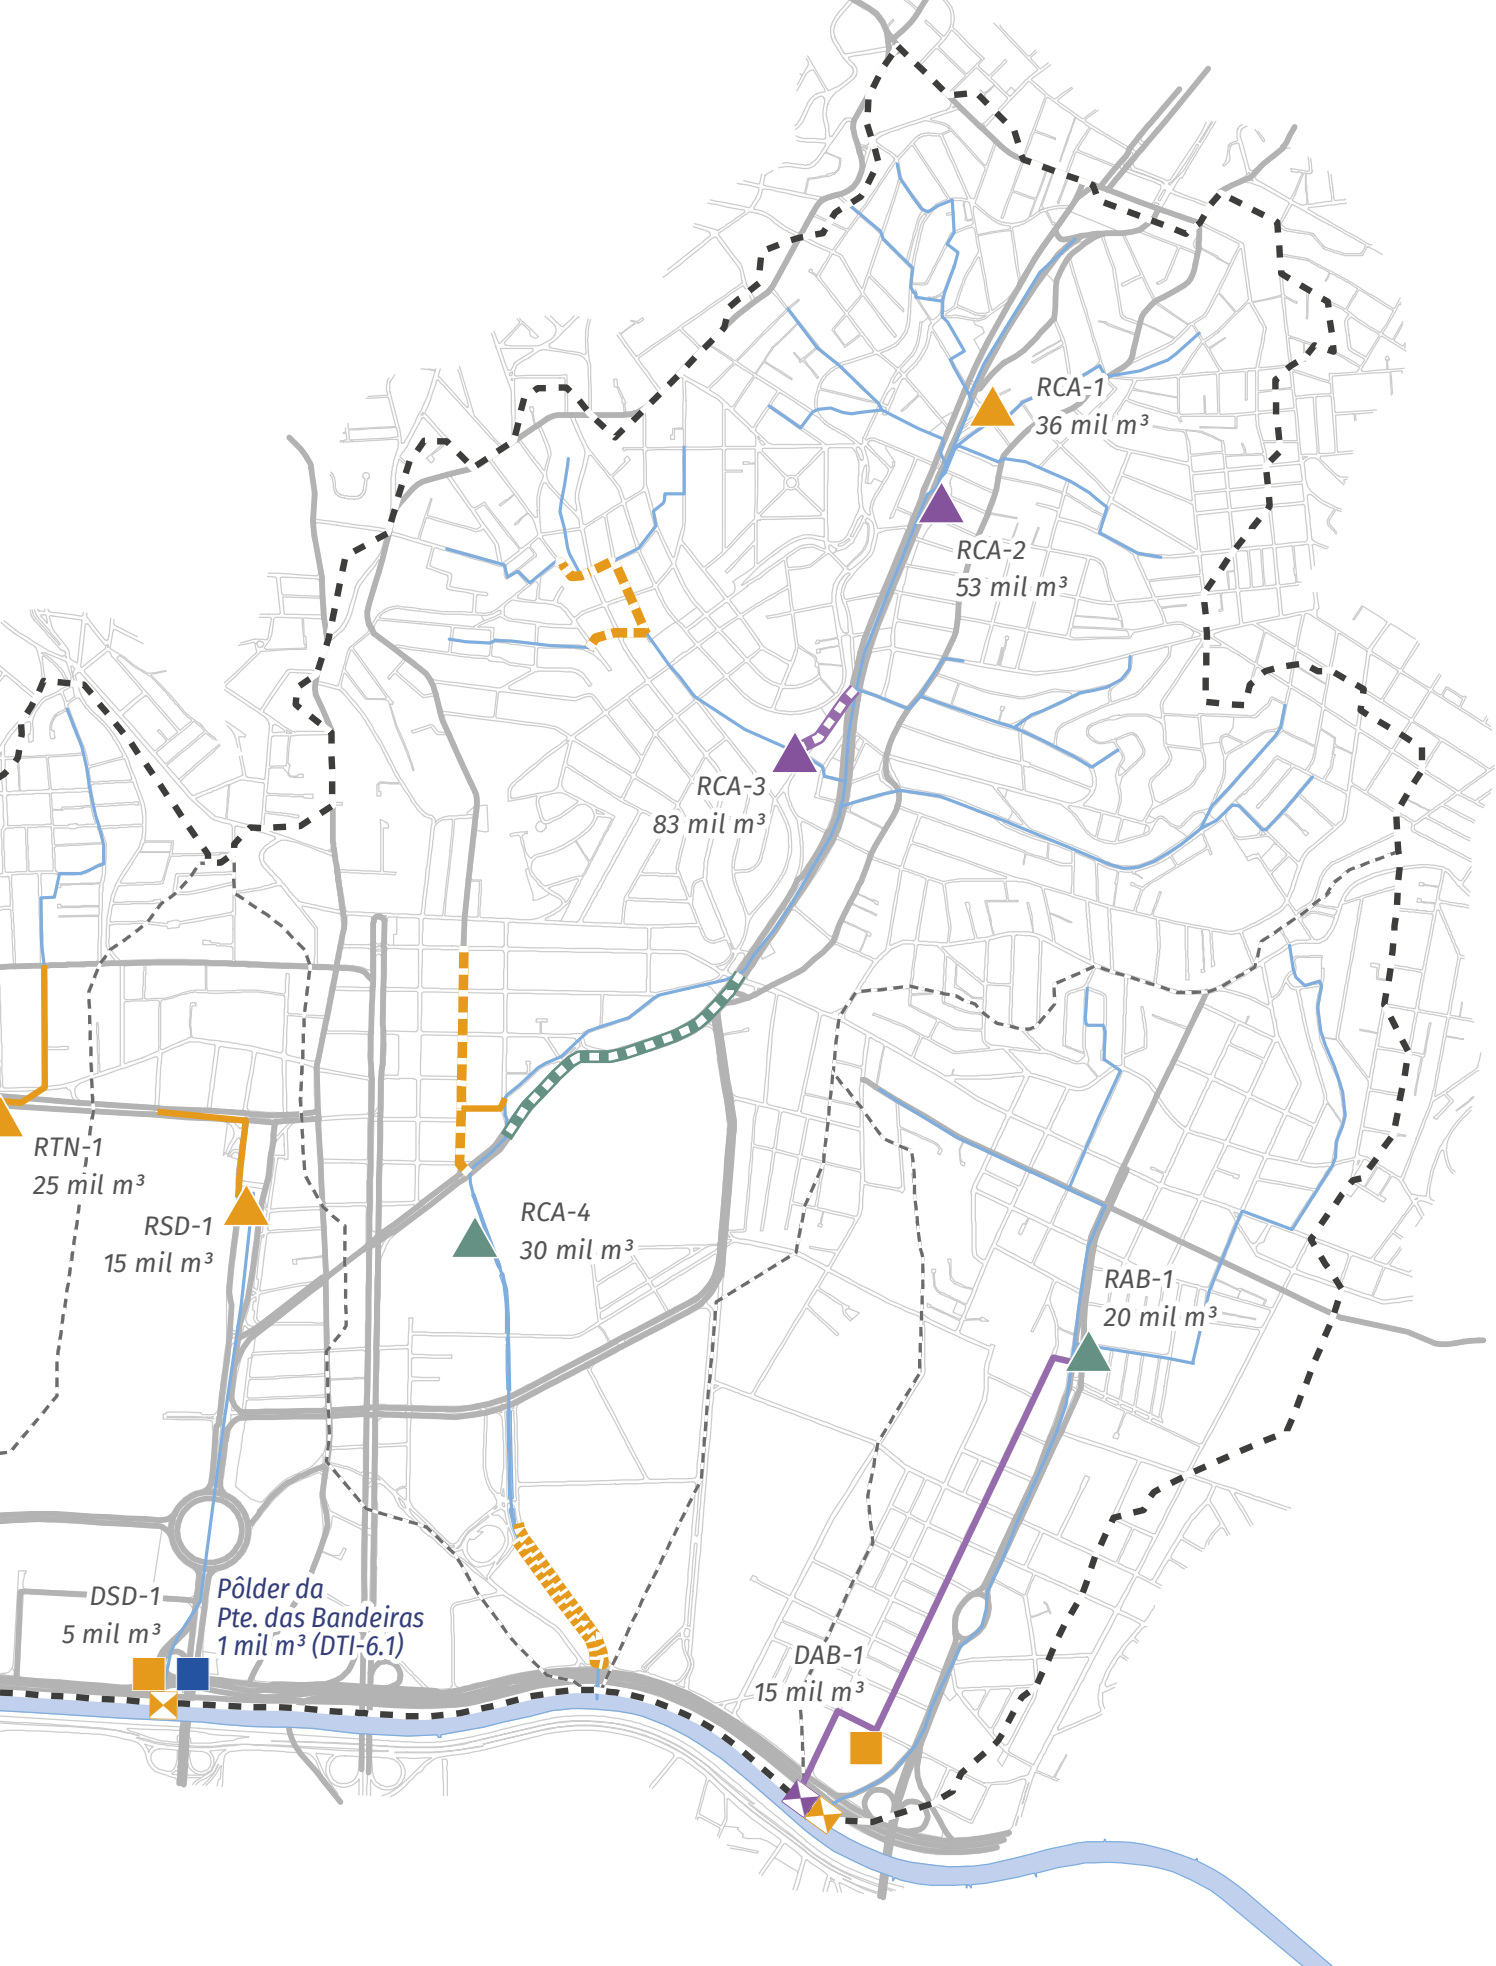 RCA-1
36 mil m³
RCA-2
53 mil m³
RCA-3
83 mil m³
RTN-1
25 mil m³
RSD-1
15 mil m³
RCA-4
30 mil m³
RAB-1
20 mil m³
DSD-1
5 mil m³
Pôlder da
Pte. das Bandeiras
1 mil m³ (DTI-6.1)
DAB-1
15 mil m³